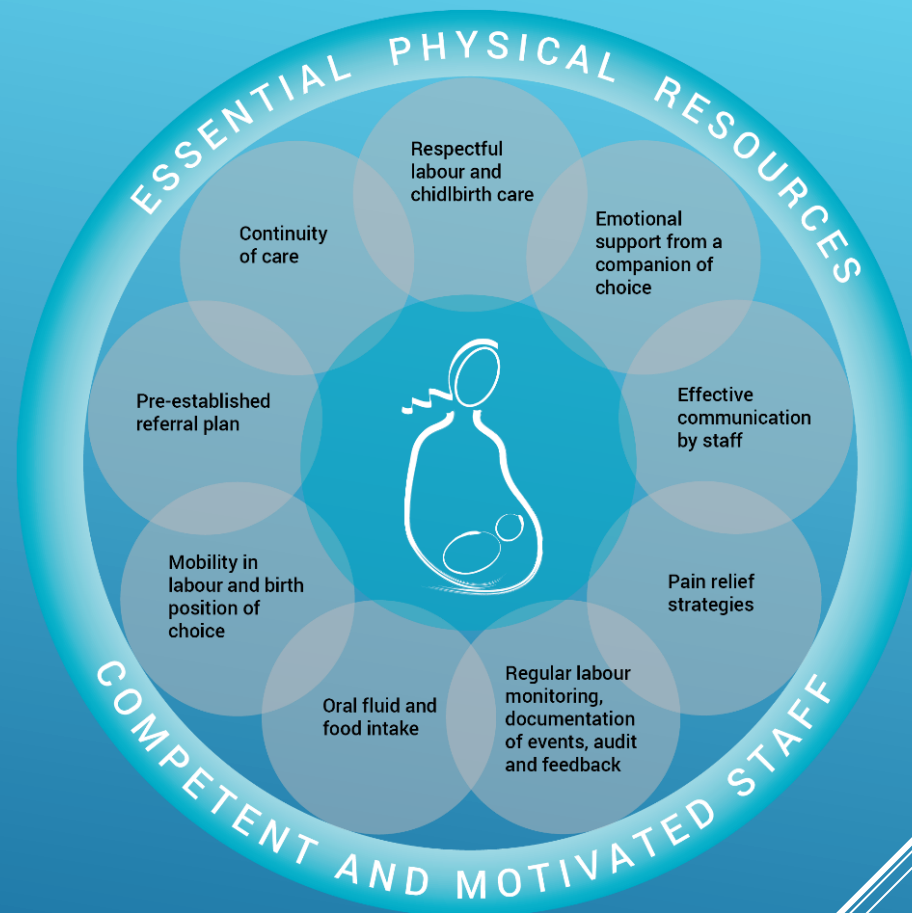 ESSENTIAL PHYSICAL RESOURCES
Respectful
labour and
chidlbirth care
Emotional
support from a
companion of
choice
Effective
communication
by staff
Pain relief
strategies
Regular labour
monitoring,
documentation
of events, audit
and feedback
Oral fluid and
food intake
Mobility in
labour and birth
position of
choice
Pre-established
referral plan
Continuity
of care
COMPETENT AND MOTIVATED STAFF